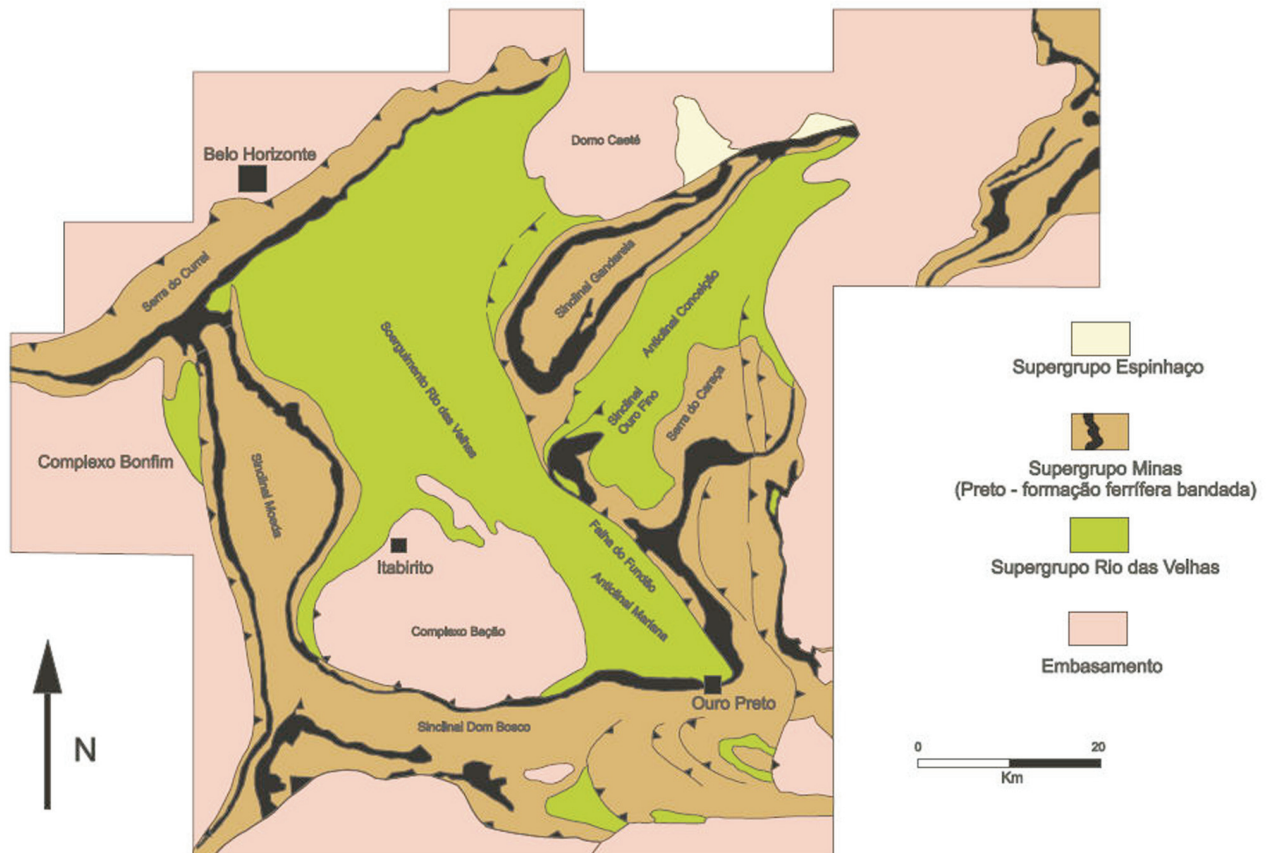 Belo Horizonte
Domo Caeté
Serra do Curral
Sinclinal Gandarela
Anticlinal Conceição
Soerguimento Rio das Velhas
Sinclinal
Ouro Fino
Serra do Caraça
Complexo Bonfim
Sinclinal Moeda
Itabirito
Falha do Fundão
Anticlinal Mariana
Complexo Bação
Ouro Preto
Sinclinal Dom Bosco
N
Supergrupo Espinhaço
Supergrupo Minas
(Preto - formação ferrífera bandada)
Supergrupo Rio das Velhas
Embasamento
0 20
Km